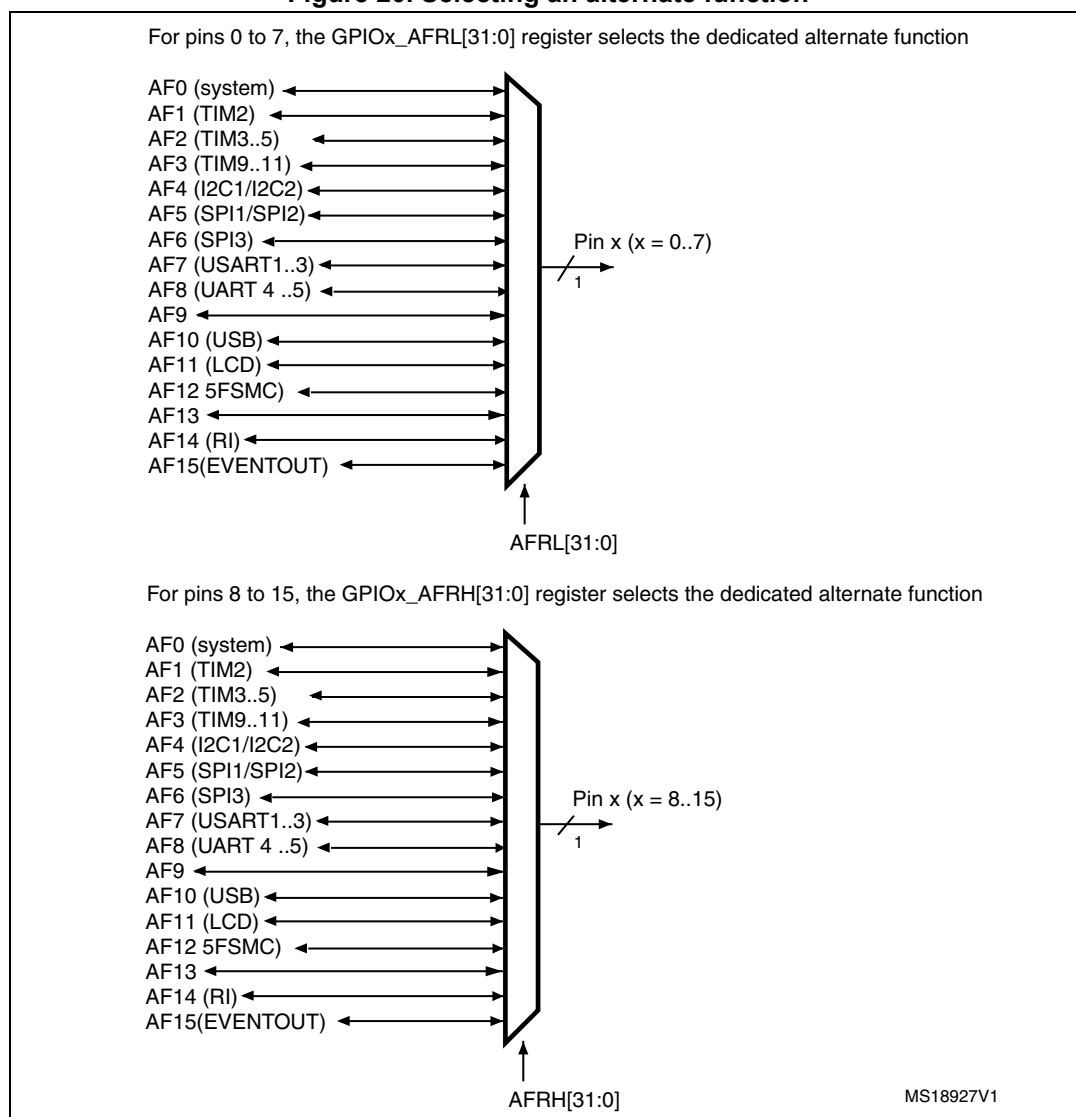 Figure 20. Selecting an alternate function
For pins 0 to 7, the GPIOx_AFRL[31:0] register selects the dedicated alternate function
AF0 (system)
AF1 (TIM2)
AF2 (TIM3..5)
AF3 (TIM9..11)
AF4 (I2C1/I2C2)
AF5 (SPI1/SPI2)
AF6 (SPI3)
AF7 (USART1..3)
AF8 (UART 4 ..5)
AF9
AF10 (USB)
AF11 (LCD)
AF12 5FSMC)
AF13
AF14 (RI)
AF15(EVENTOUT)
Pin x (x = 0..7)
1
AFRL[31:0]
For pins 8 to 15, the GPIOx_AFRH[31:0] register selects the dedicated alternate function
AF0 (system)
AF1 (TIM2)
AF2 (TIM3..5)
AF3 (TIM9..11)
AF4 (I2C1/I2C2)
AF5 (SPI1/SPI2)
AF6 (SPI3)
AF7 (USART1..3)
AF8 (UART 4 ..5)
AF9
AF10 (USB)
AF11 (LCD)
AF12 5FSMC)
AF13
AF14 (RI)
AF15(EVENTOUT)
Pin x (x = 8..15)
1
AFRH[31:0]
MS18927V1